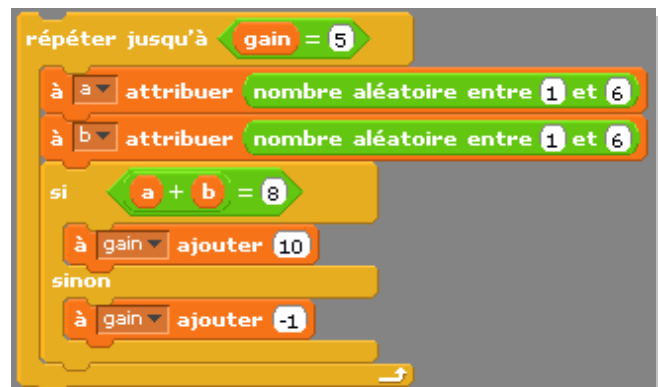 répéter jusqu'à gain = 5
à a attribuer nombre aléatoire entre 1 et 6
à b attribuer nombre aléatoire entre 1 et 6
si a + b = 8
à gain ajouter 10
sinon
à gain ajouter -1